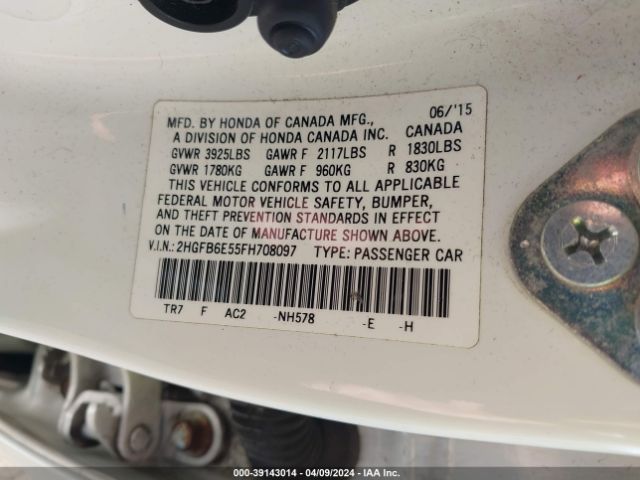 MFD. BY HONDA OF CANADA MFG., 06/'15
A DIVISION OF HONDA CANADA INC. CANADA
GVWR 3925LBS GAWR F 2117LBS R 1830LBS
GVWR 1780KG GAWR F 960KG R 830KG
THIS VEHICLE CONFORMS TO ALL APPLICABLE
FEDERAL MOTOR VEHICLE SAFETY, BUMPER,
AND THEFT PREVENTION STANDARDS IN EFFECT
ON THE DATE OF MANUFACTURE SHOWN ABOVE.
V.I.N.: 2HGFB6E55FH708097 TYPE: PASSENGER CAR
TR7 F AC2 -NH578 -E -H
000-39143014 - 04/09/2024 - IAA Inc.